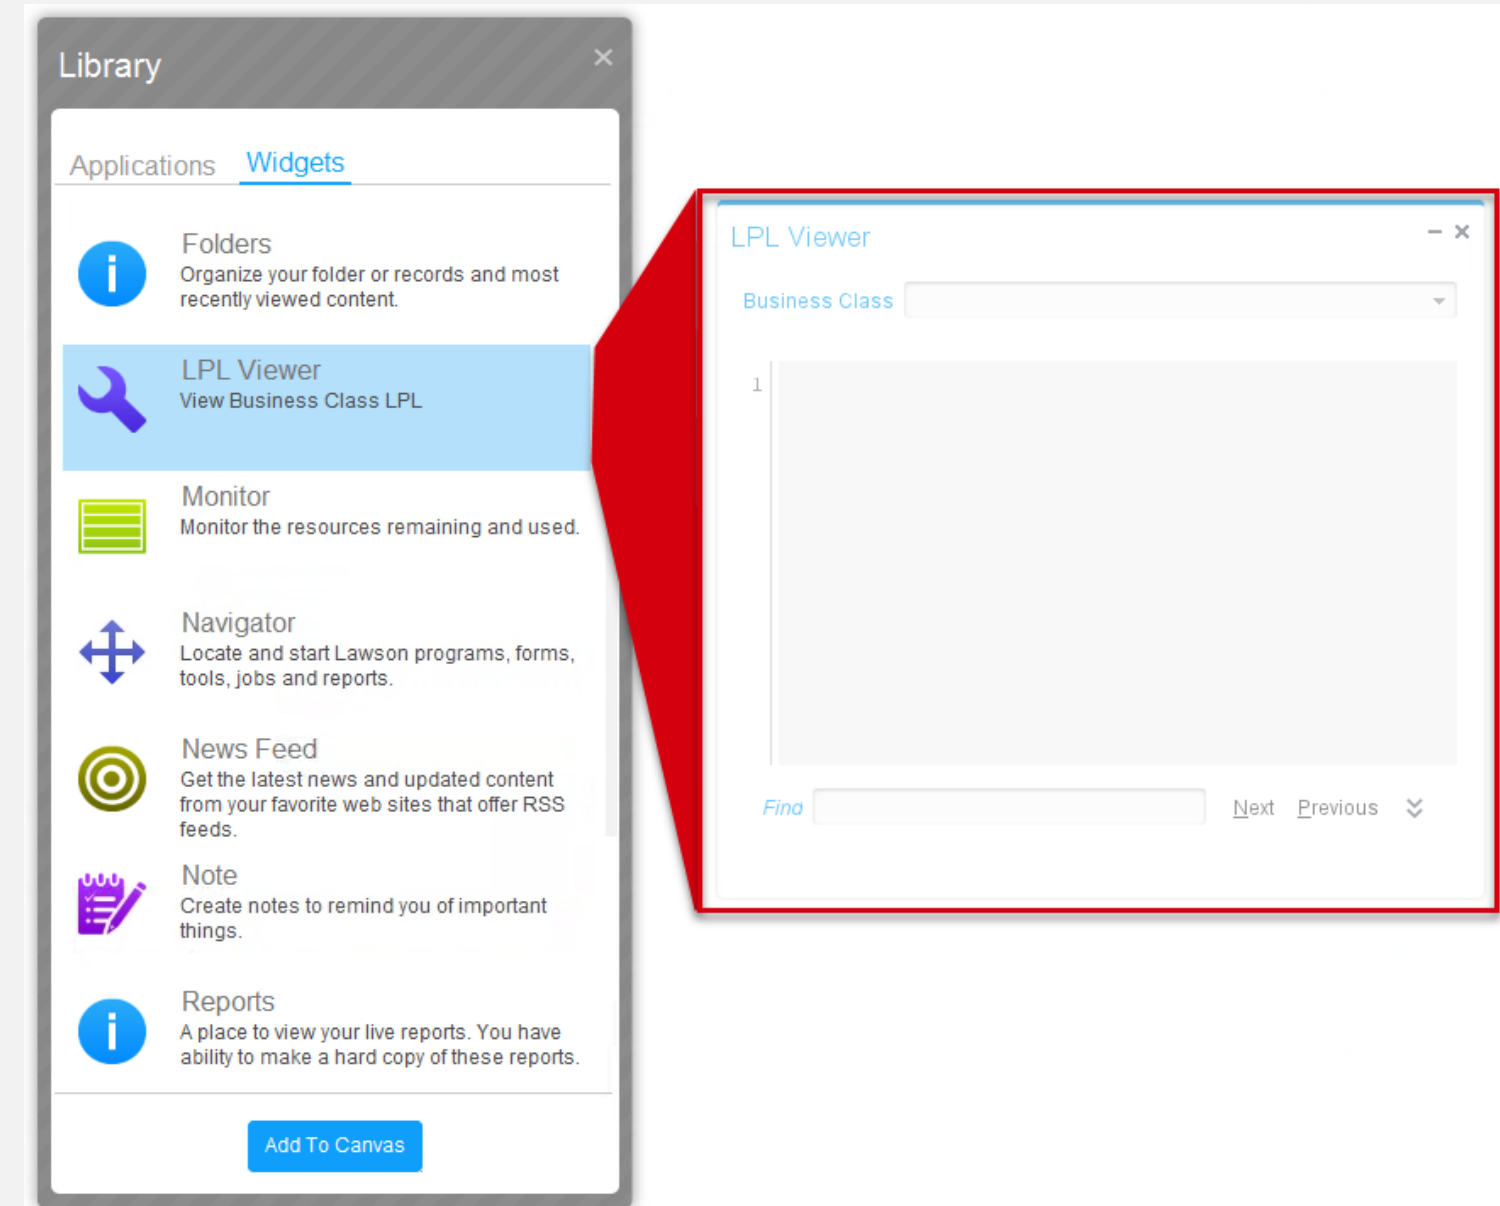 Library
Applications Widgets
Folders
Organize your folder or records and most
recently viewed content.
LPL Viewer
View Business Class LPL
Monitor
Monitor the resources remaining and used.
Navigator
Locate and start Lawson programs, forms,
tools, jobs and reports.
News Feed
Get the latest news and updated content
from your favorite web sites that offer RSS
feeds.
Note
Create notes to remind you of important
things.
Reports
A place to view your live reports. You have
ability to make a hard copy of these reports.
Add To Canvas
LPL Viewer
Business Class
1
Find Next Previous